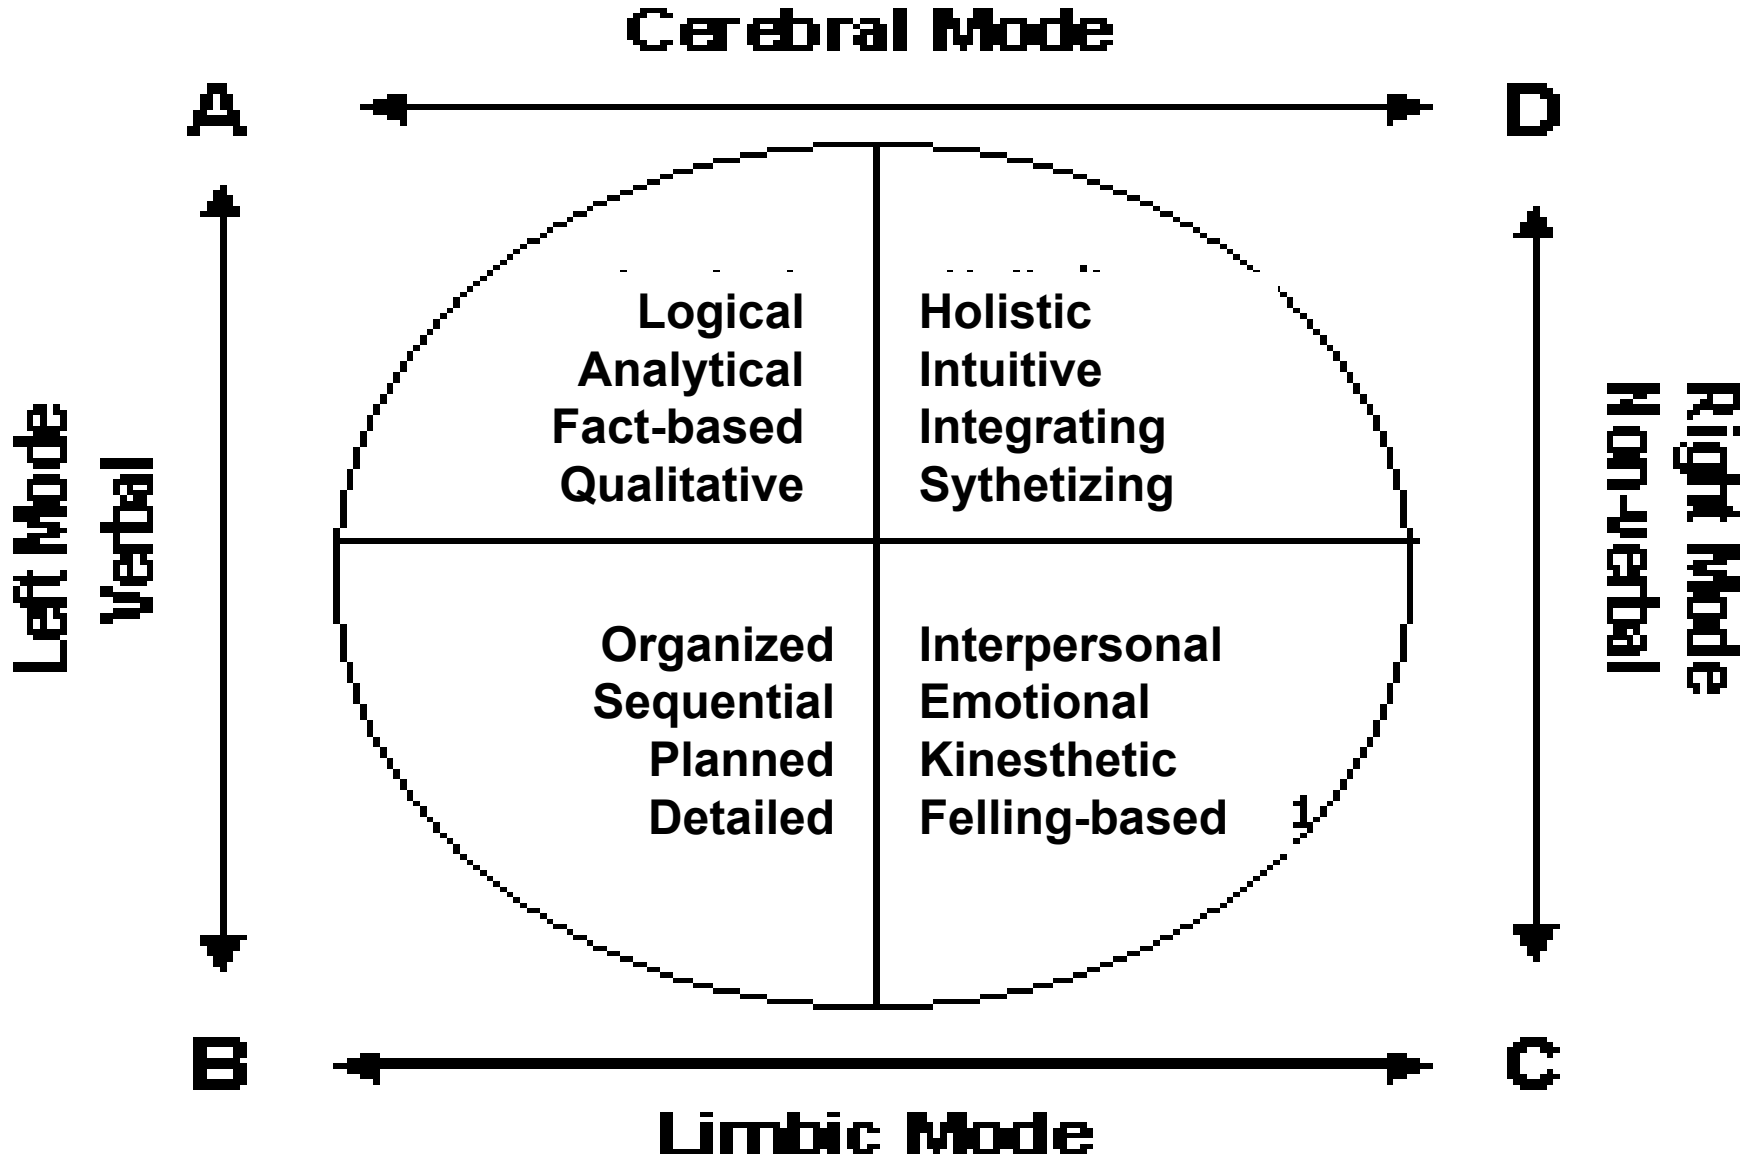 Cerebral Mode
A
D
Logical
Analytical
Fact-based
Qualitative
Holistic
Intuitive
Integrating
Sythetizing
Left Mode
Verbal
Right Mode
Non-verbal
Organized
Sequential
Planned
Detailed
Interpersonal
Emotional
Kinesthetic
Felling-based
1
B
C
Limbic Mode